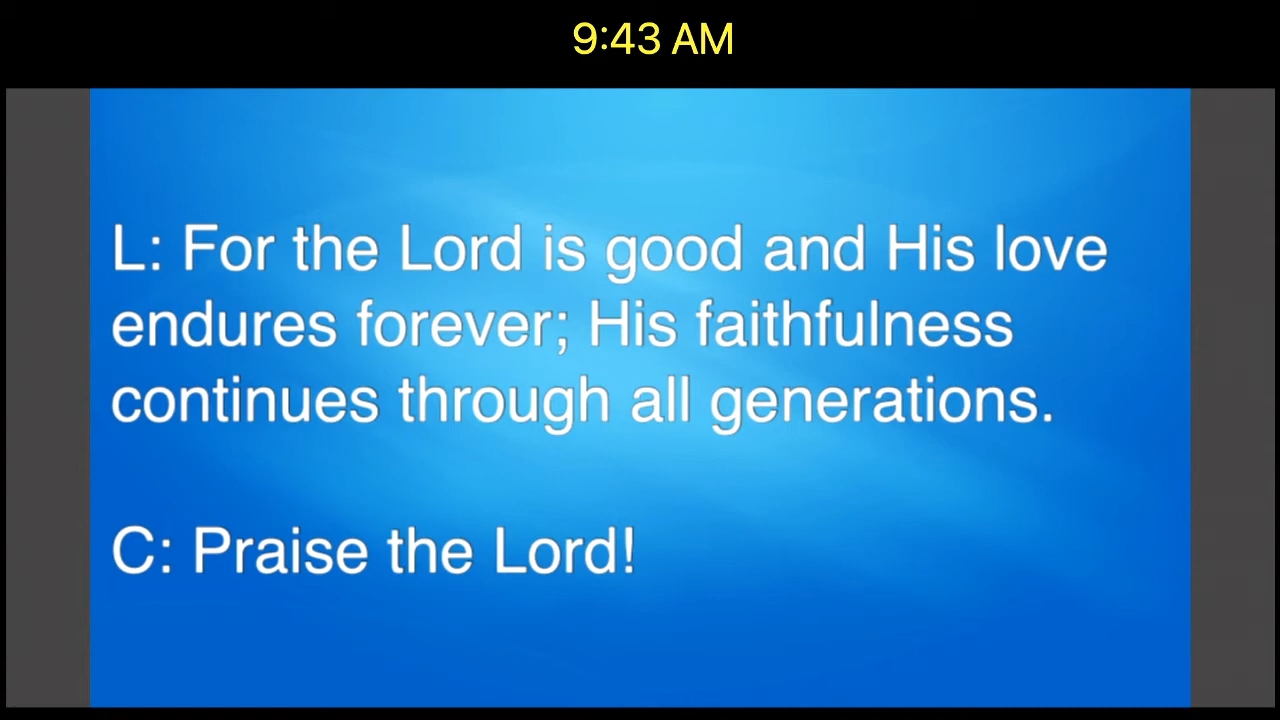 9:43 AM
L: For the Lord is good and His love
endures forever; His faithfulness
continues through all generations.
C: Praise the Lord!